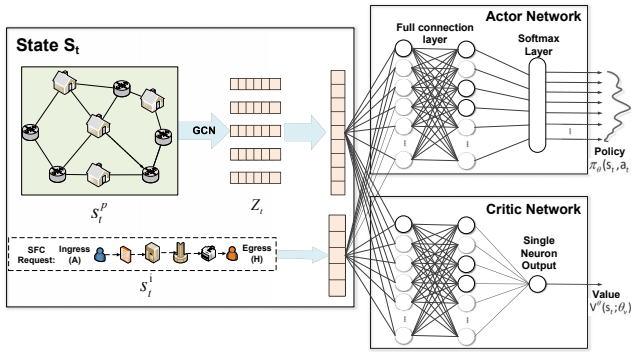 State St
GCN
s_t^p
Z_t
SFC
Request:
Ingress
(A)
Egress
(H)
s_t^i
Actor Network
Full connection
layer
Softmax
Layer
...
Policy
π_θ(s_t, a_t
Critic Network
Single
Neuron
Output
...
Value
V^θ(s_t; θ_v)